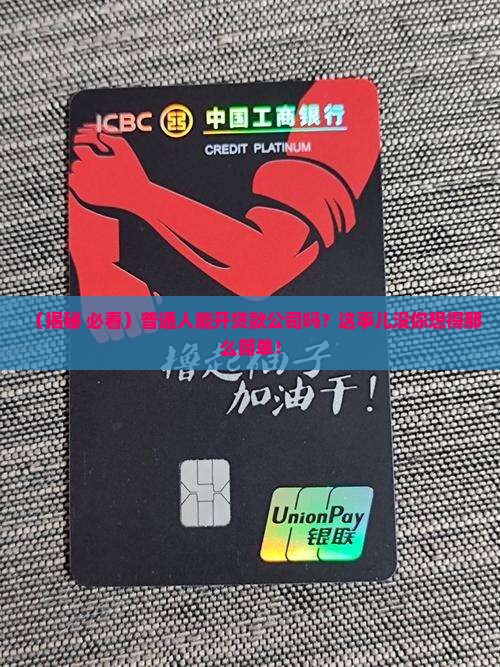 ICBC 中国工商银行
CREDIT PLATINUM
（揭秘 必看）普通人能开贷款公司吗？这事儿没你想得那
么简单！
撸起袖子
加油干！
UnionPay
银联